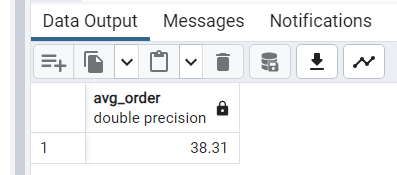 Data Output Messages Notifications
avg_order
double precision
1 38.31